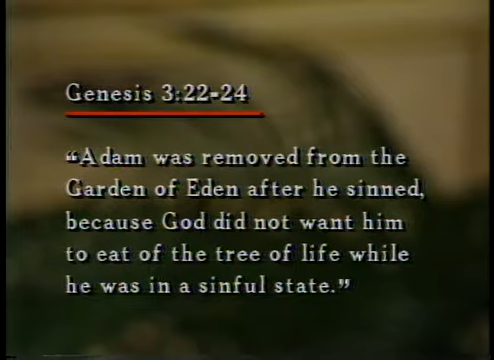 Genesis 3:22-24
“Adam was removed from the
Garden of Eden after he sinned,
because God did not want him
to eat of the tree of life while
he was in a sinful state.”